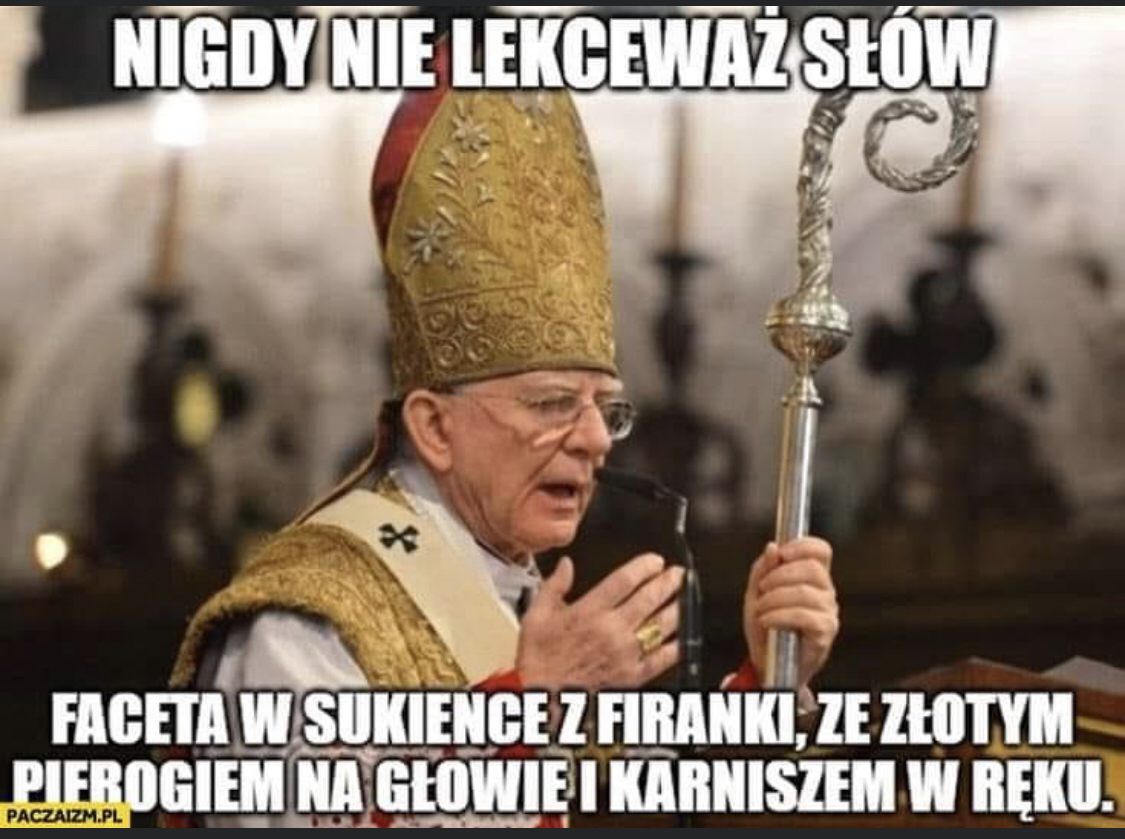 NIGDY NIE LEKCEWAŻ SŁÓW
FACETA W SUKIENCE Z FIRANKI, ZE ZŁOTYM
PIEROGIEM NA GŁOWIE I KARNISZEM W RĘKU.
PACZAIZM.PL